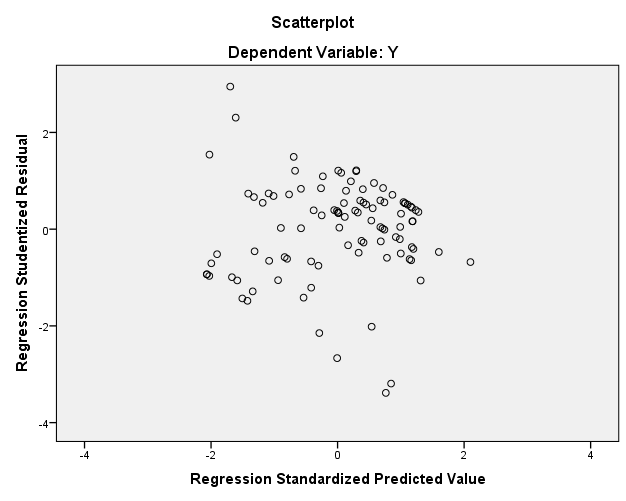 Scatterplot
Dependent Variable: Y
Regression Studentized Residual
2
0
-2
-4
-4
-2
0
2
4
Regression Standardized Predicted Value